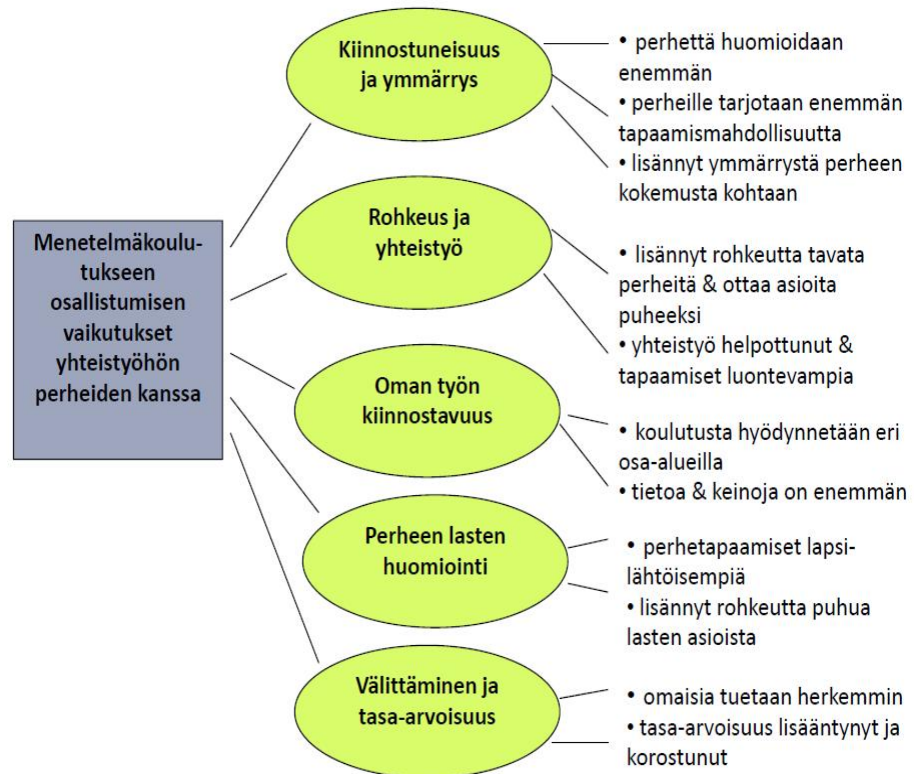 Kiinnostuneisuus
ja ymmärrys
• perhettä huomioidaan
enemmän
• perheille tarjotaan enemmän
tapaamismahdollisuutta
• lisännyt ymmärrystä perheen
kokemusta kohtaan
Menetelmäkoulu-
tukseen
osallistumisen
vaikutukset
yhteistyöhön
perheiden kanssa
Rohkeus ja
yhteistyö
• lisännyt rohkeutta tavata
perheitä & ottaa asioita
puheeksi
• yhteistyö helpottunut &
tapaamiset luontevampia
Oman työn
kiinnostavuus
• koulutusta hyödynnetään eri
osa-alueilla
• tietoa & keinoja on enemmän
Perheen lasten
huomiointi
• perhetapaamiset lapsi-
lähtöisempiä
• lisännyt rohkeutta puhua
lasten asioista
Välittäminen ja
tasa-arvoisuus
• omaisia tuetaan herkemmin
• tasa-arvoisuus lisääntynyt ja
korostunut